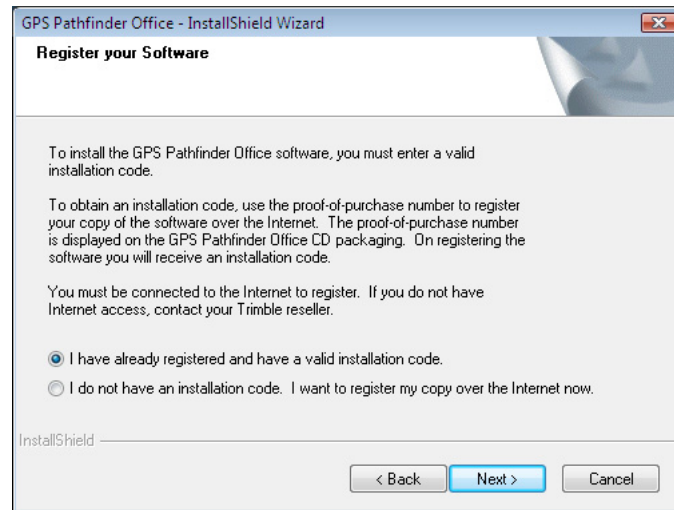 GPS Pathfinder Office - InstallShield Wizard
Register your Software
To install the GPS Pathfinder Office software, you must enter a valid
installation code.
To obtain an installation code, use the proof-of-purchase number to register
your copy of the software over the Internet.  The proof-of-purchase number
is displayed on the GPS Pathfinder Office CD packaging.  On registering the
software you will receive an installation code.
You must be connected to the Internet to register.  If you do not have
Internet access, contact your Trimble reseller.
I have already registered and have a valid installation code.
I do not have an installation code.  I want to register my copy over the Internet now.
InstallShield
< Back
Next >
Cancel